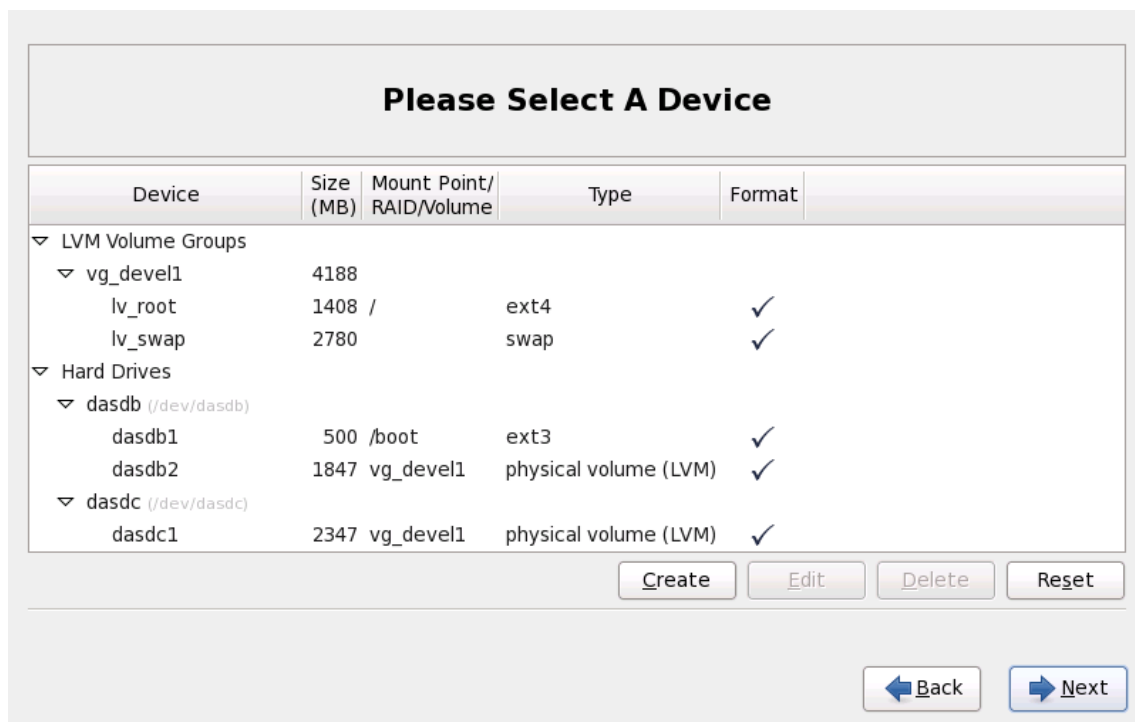 Please Select A Device
Device Size (MB) Mount Point/ RAID/Volume Type Format
LVM Volume Groups
vg_devel1 4188
lv_root 1408 / ext4
lv_swap 2780 swap
Hard Drives
dasdb (/dev/dasdb)
dasdb1 500 /boot ext3
dasdb2 1847 vg_devel1 physical volume (LVM)
dasdc (/dev/dasdc)
dasdc1 2347 vg_devel1 physical volume (LVM)
Create Edit Delete Reset
Back Next